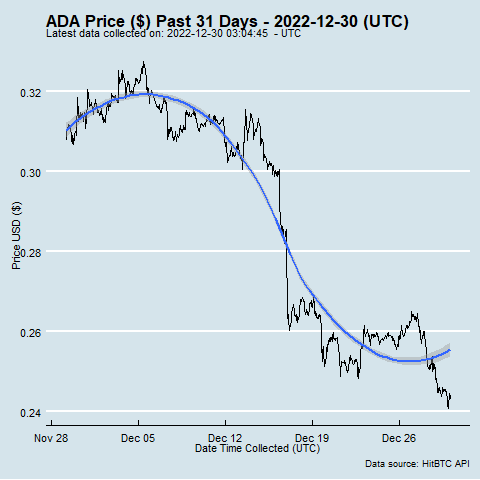 ADA Price ($) Past 31 Days - 2022-12-30 (UTC)
Latest data collected on: 2022-12-30 03:04:45  - UTC
Price USD ($)
0.32
0.30
0.28
0.26
0.24
Nov 28
Dec 05
Dec 12
Dec 19
Dec 26
Date Time Collected (UTC)
Data source: HitBTC API